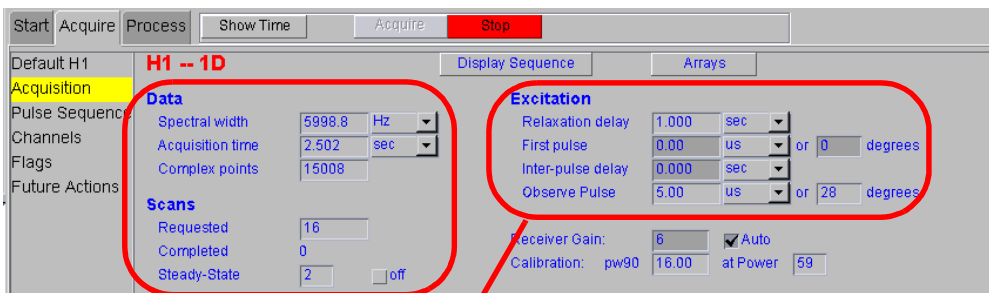 Start Acquire Process Show Time Acquire Stop
Default H1
Acquisition
Pulse Sequence
Channels
Flags
Future Actions
H1 -- 1D Display Sequence Arrays
Data
Spectral width 5998.8 Hz
Acquisition time 2.502 sec
Complex points 15008
Scans
Requested 16
Completed 0
Steady-State 2 off
Excitation
Relaxation delay 1.000 sec
First pulse 0.00 us or 0 degrees
Inter-pulse delay 0.000 sec
Observe Pulse 5.00 us or 28 degrees
Receiver Gain: 6 Auto
Calibration: pw90 16.00 at Power 59